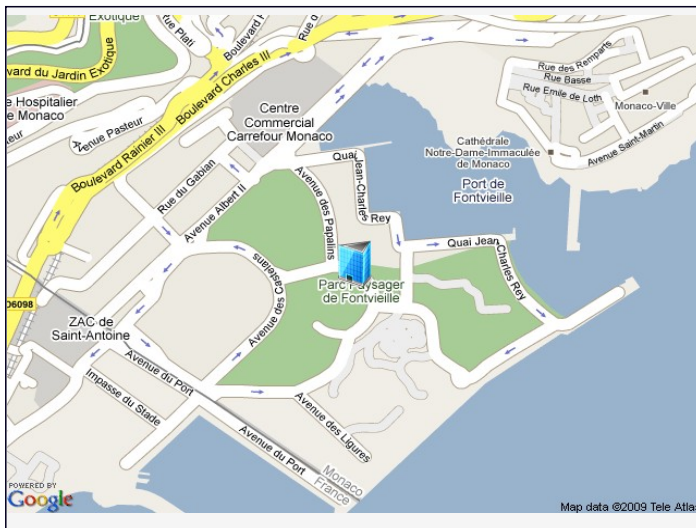 Exotique
Rue Plati
Boulevard
Rue d
vard du Jardin Exotique
Boulevard Charles III
e Hospitalier
e Monaco
Avenue Pasteur
Centre
Commercial
Carrefour Monaco
Boulevard Rainier III
Rue du Gabian
Avenue Albert II
Avenue des Papalins
Quai
Jean-Charles
Rey
Rue des Remparts
Rue Basse
Rue Emile de Loth
Monaco-Ville
Avenue Saint-Martin
Cathédrale
Notre-Dame-Immaculée
de Monaco
Port de
Fontvieille
Quai Jean
Charles Rey
Parc Paysager
de Fontvieille
Avenue des Castelans
D6098
ZAC de
Saint-Antoine
Avenue du Port
Impasse du Stade
Avenue des Ligures
Avenue du Port
Monaco
France
POWERED BY
Google
Map data ©2009 Tele Atlas